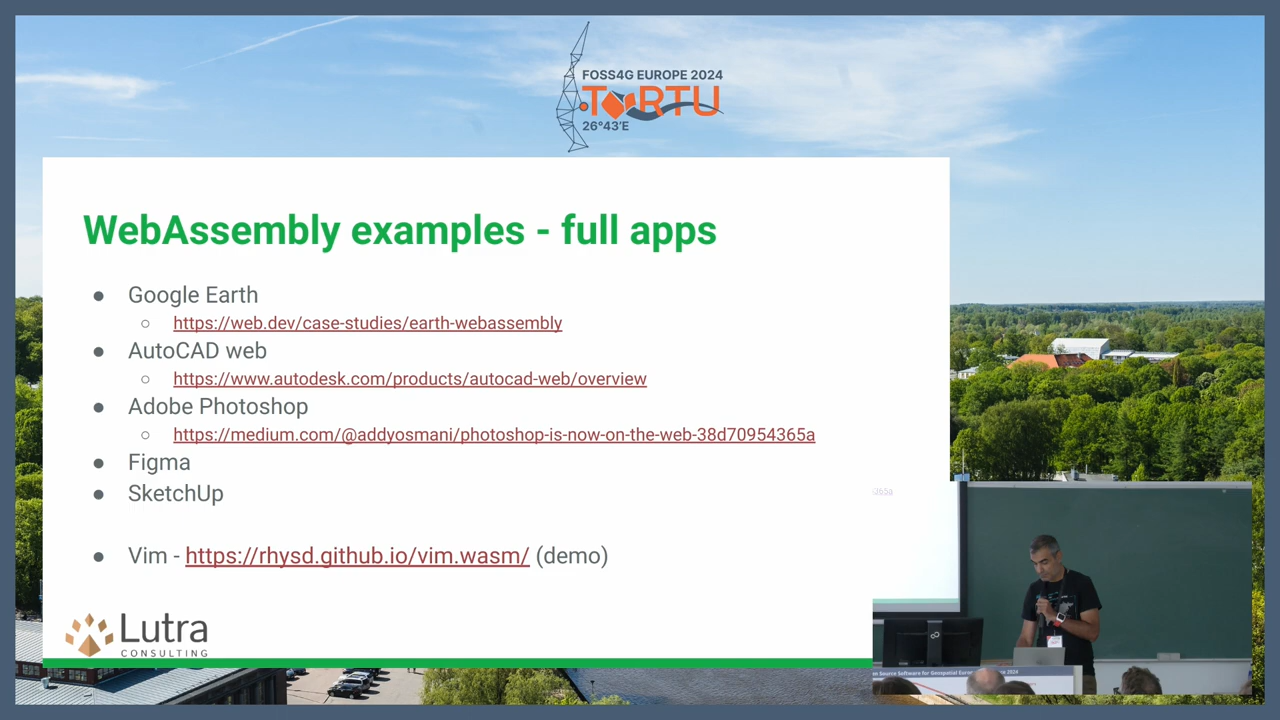 FOSS4G EUROPE 2024
TARTU
26°43'E
WebAssembly examples - full apps
● Google Earth
○ https://web.dev/case-studies/earth-webassembly
● AutoCAD web
○ https://www.autodesk.com/products/autocad-web/overview
● Adobe Photoshop
○ https://medium.com/@addyosmani/photoshop-is-now-on-the-web-38d70954365a
● Figma
● SketchUp
● Vim - https://rhysd.github.io/vim.wasm/ (demo)
Lutra
CONSULTING